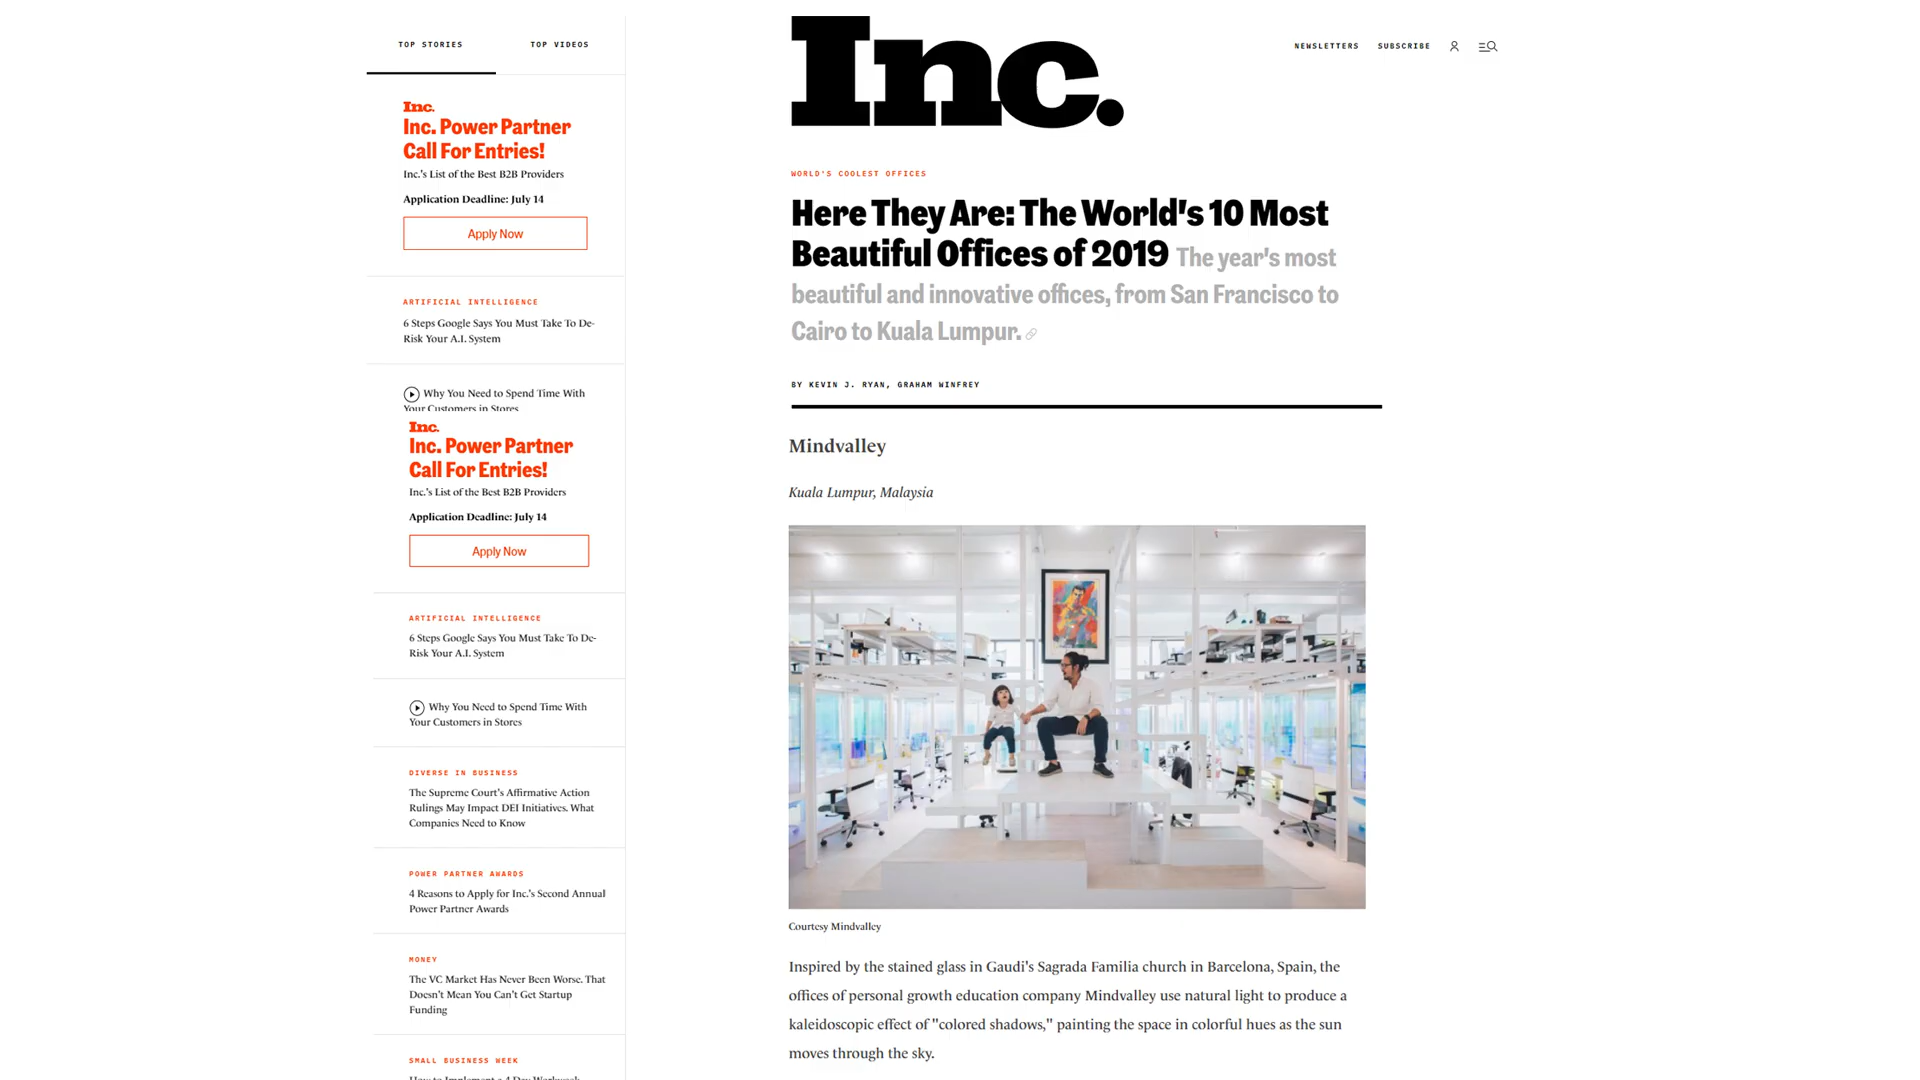 TOP STORIES
TOP VIDEOS
Inc.
Inc. Power Partner
Call For Entries!
Inc.'s List of the Best B2B Providers
Application Deadline: July 14
Apply Now
ARTIFICIAL INTELLIGENCE
6 Steps Google Says You Must Take To De-
Risk Your A.I. System
Why You Need to Spend Time With
Your Customers in Stores
Inc.
Inc. Power Partner
Call For Entries!
Inc.'s List of the Best B2B Providers
Application Deadline: July 14
Apply Now
ARTIFICIAL INTELLIGENCE
6 Steps Google Says You Must Take To De-
Risk Your A.I. System
Why You Need to Spend Time With
Your Customers in Stores
DIVERSE IN BUSINESS
The Supreme Court's Affirmative Action
Rulings May Impact DEI Initiatives. What
Companies Need to Know
POWER PARTNER AWARDS
4 Reasons to Apply for Inc.'s Second Annual
Power Partner Awards
MONEY
The VC Market Has Never Been Worse. That
Doesn't Mean You Can't Get Startup
Funding
SMALL BUSINESS WEEK
How to Implement a 4-Day Workweek
Inc.
NEWSLETTERS
SUBSCRIBE
WORLD'S COOLEST OFFICES
Here They Are: The World's 10 Most
Beautiful Offices of 2019 The year's most
beautiful and innovative offices, from San Francisco to
Cairo to Kuala Lumpur.
BY KEVIN J. RYAN, GRAHAM WINFREY
Mindvalley
Kuala Lumpur, Malaysia
Courtesy Mindvalley
Inspired by the stained glass in Gaudi's Sagrada Familia church in Barcelona, Spain, the
offices of personal growth education company Mindvalley use natural light to produce a
kaleidoscopic effect of "colored shadows," painting the space in colorful hues as the sun
moves through the sky.